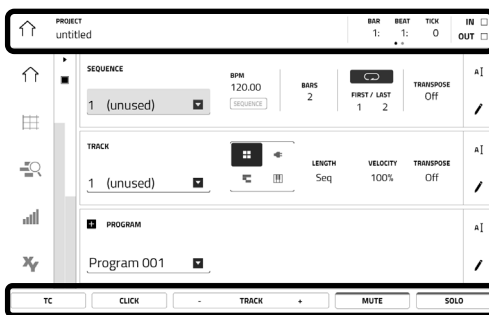 PROJECT
untitled
BAR BEAT TICK
1: 1: 0
IN
OUT
SEQUENCE
1 (unused)
BPM
120.00
SEQUENCE
BARS
2
FIRST / LAST
1 2
TRANSPOSE
Off
A
TRACK
1 (unused)
LENGTH VELOCITY TRANSPOSE
Seq 100% Off
A
PROGRAM
Program 001
A
XY
TC CLICK - TRACK + MUTE SOLO